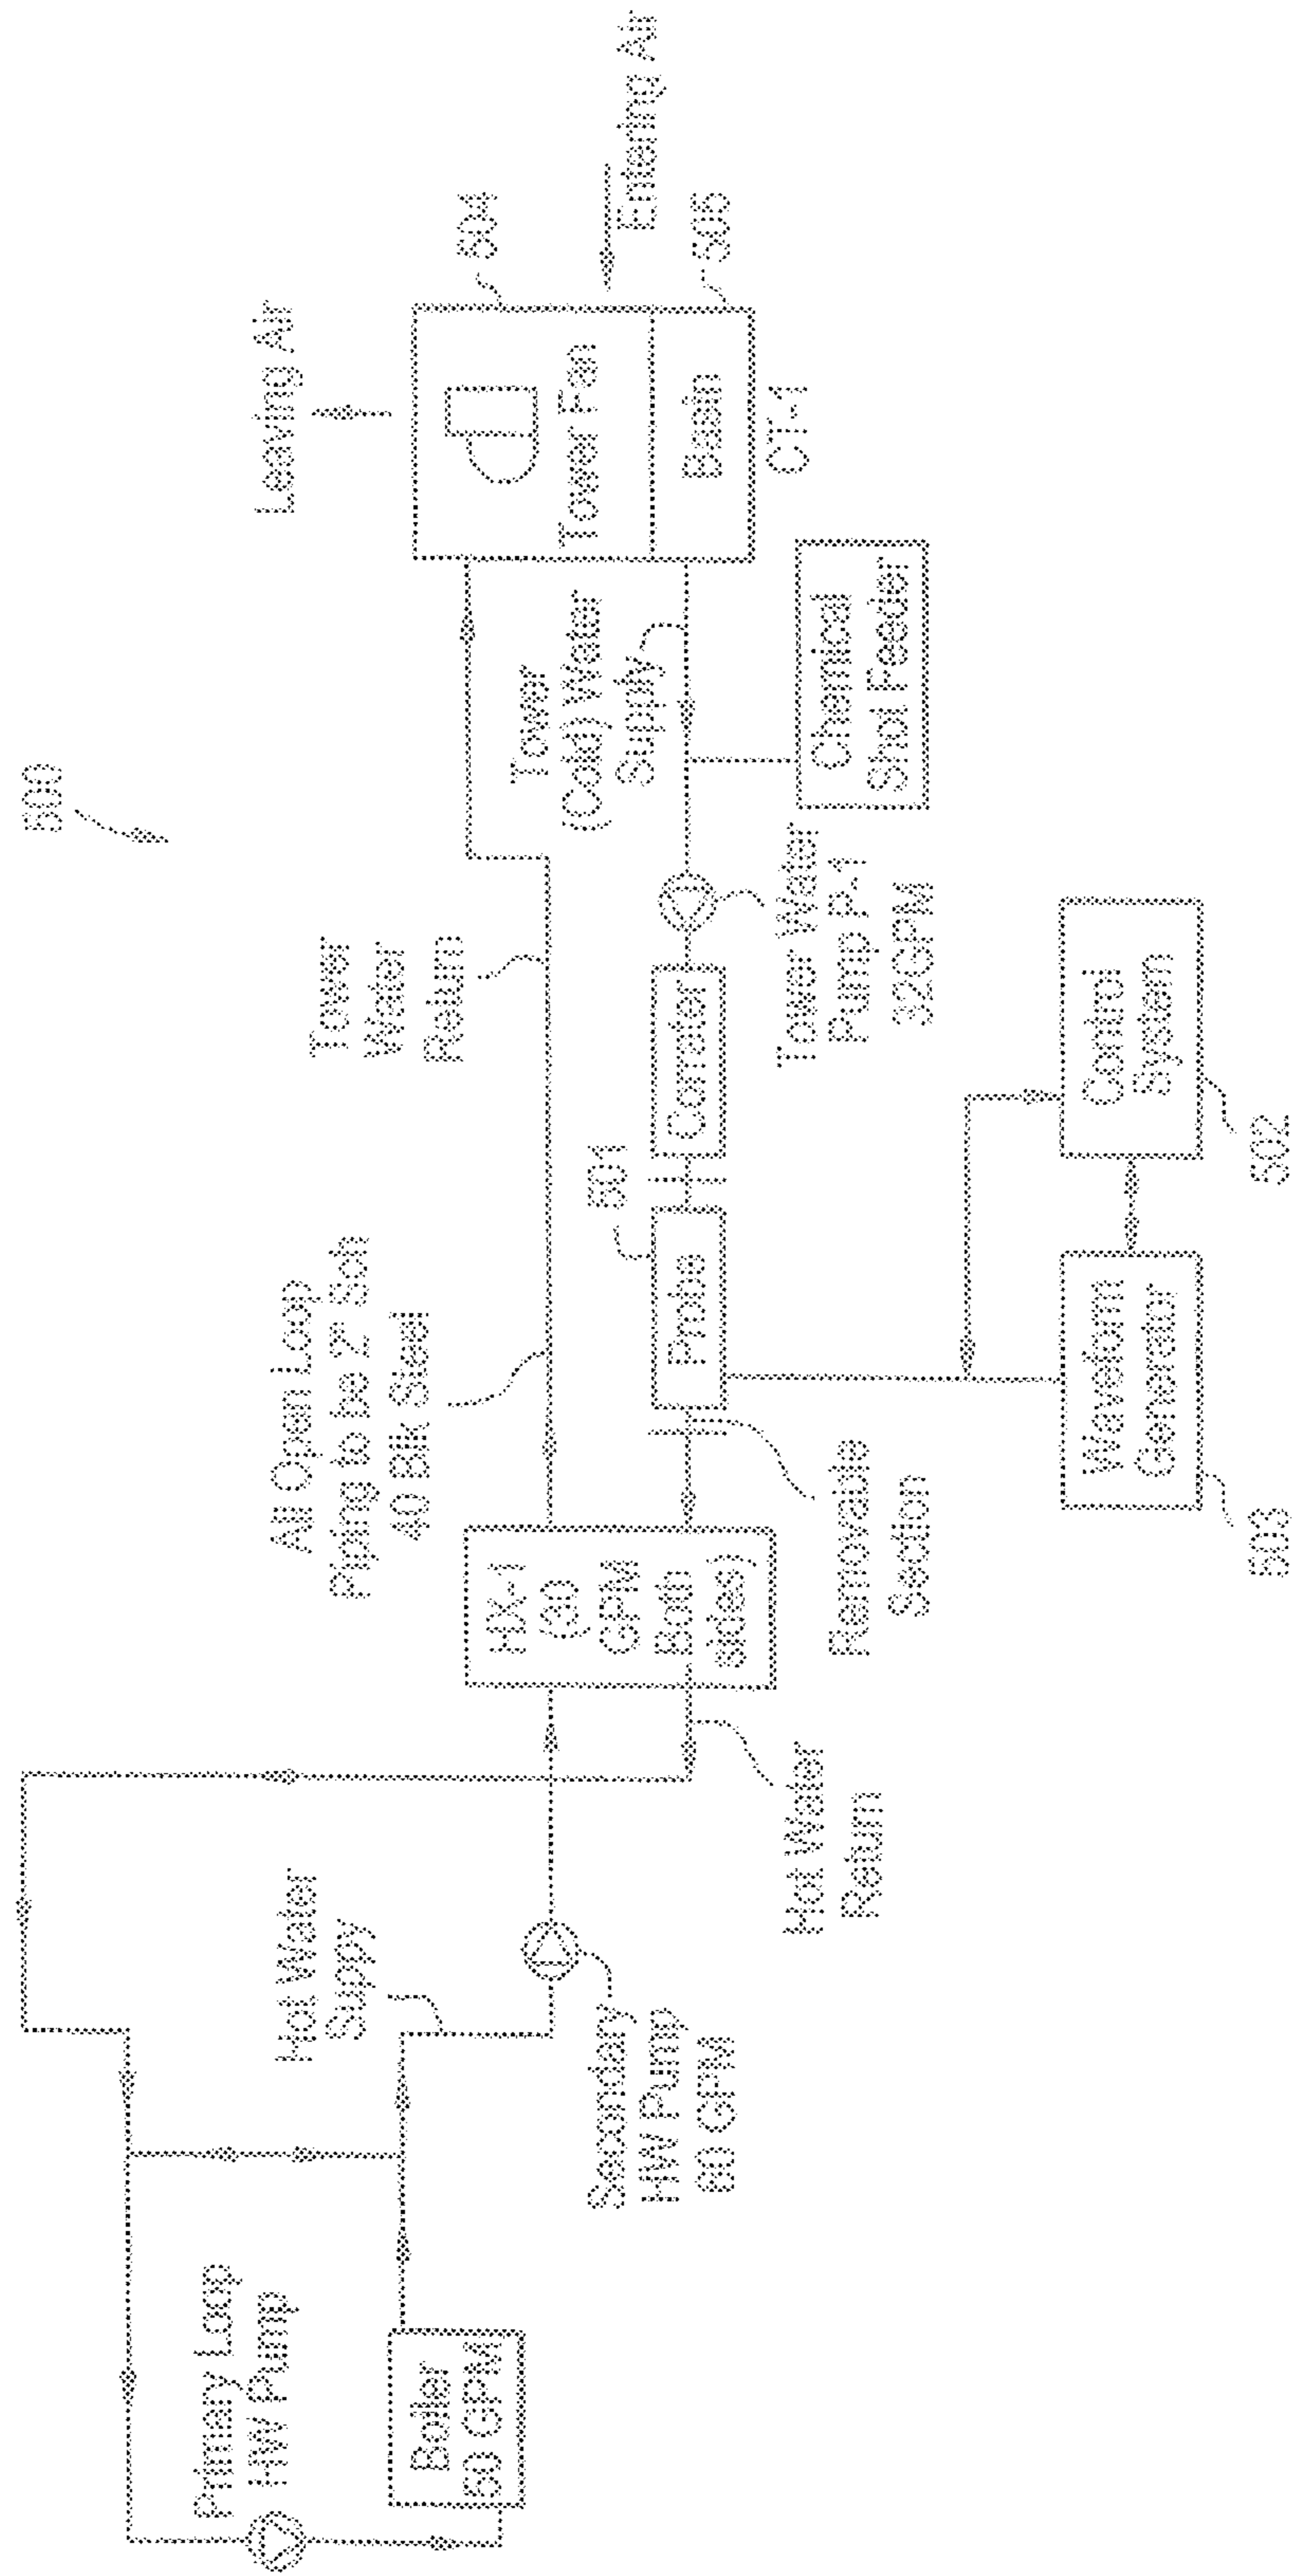 500
Primary Loop
HW Pump
Boiler
50 GPM
Hot Water
Suppy
Secondary
HW Pump
60 GPM
Hot Water
Return
HX-1
(30
GPM
Both
sides)
All Open Loop
Piping to be 2" Sch
40 Blk Steel
Removable
Section
501
Probe
Corrater
Tower
Water
Return
Tower Water
Pump P-1
32GPM
Waveform
Generator
503
Control
System
502
Tower
(Cold) Water
Supply
Chemical
Shot Feeder
Leaving Air
504
Tower Fan
Basin
505
CT-1
Entering Air